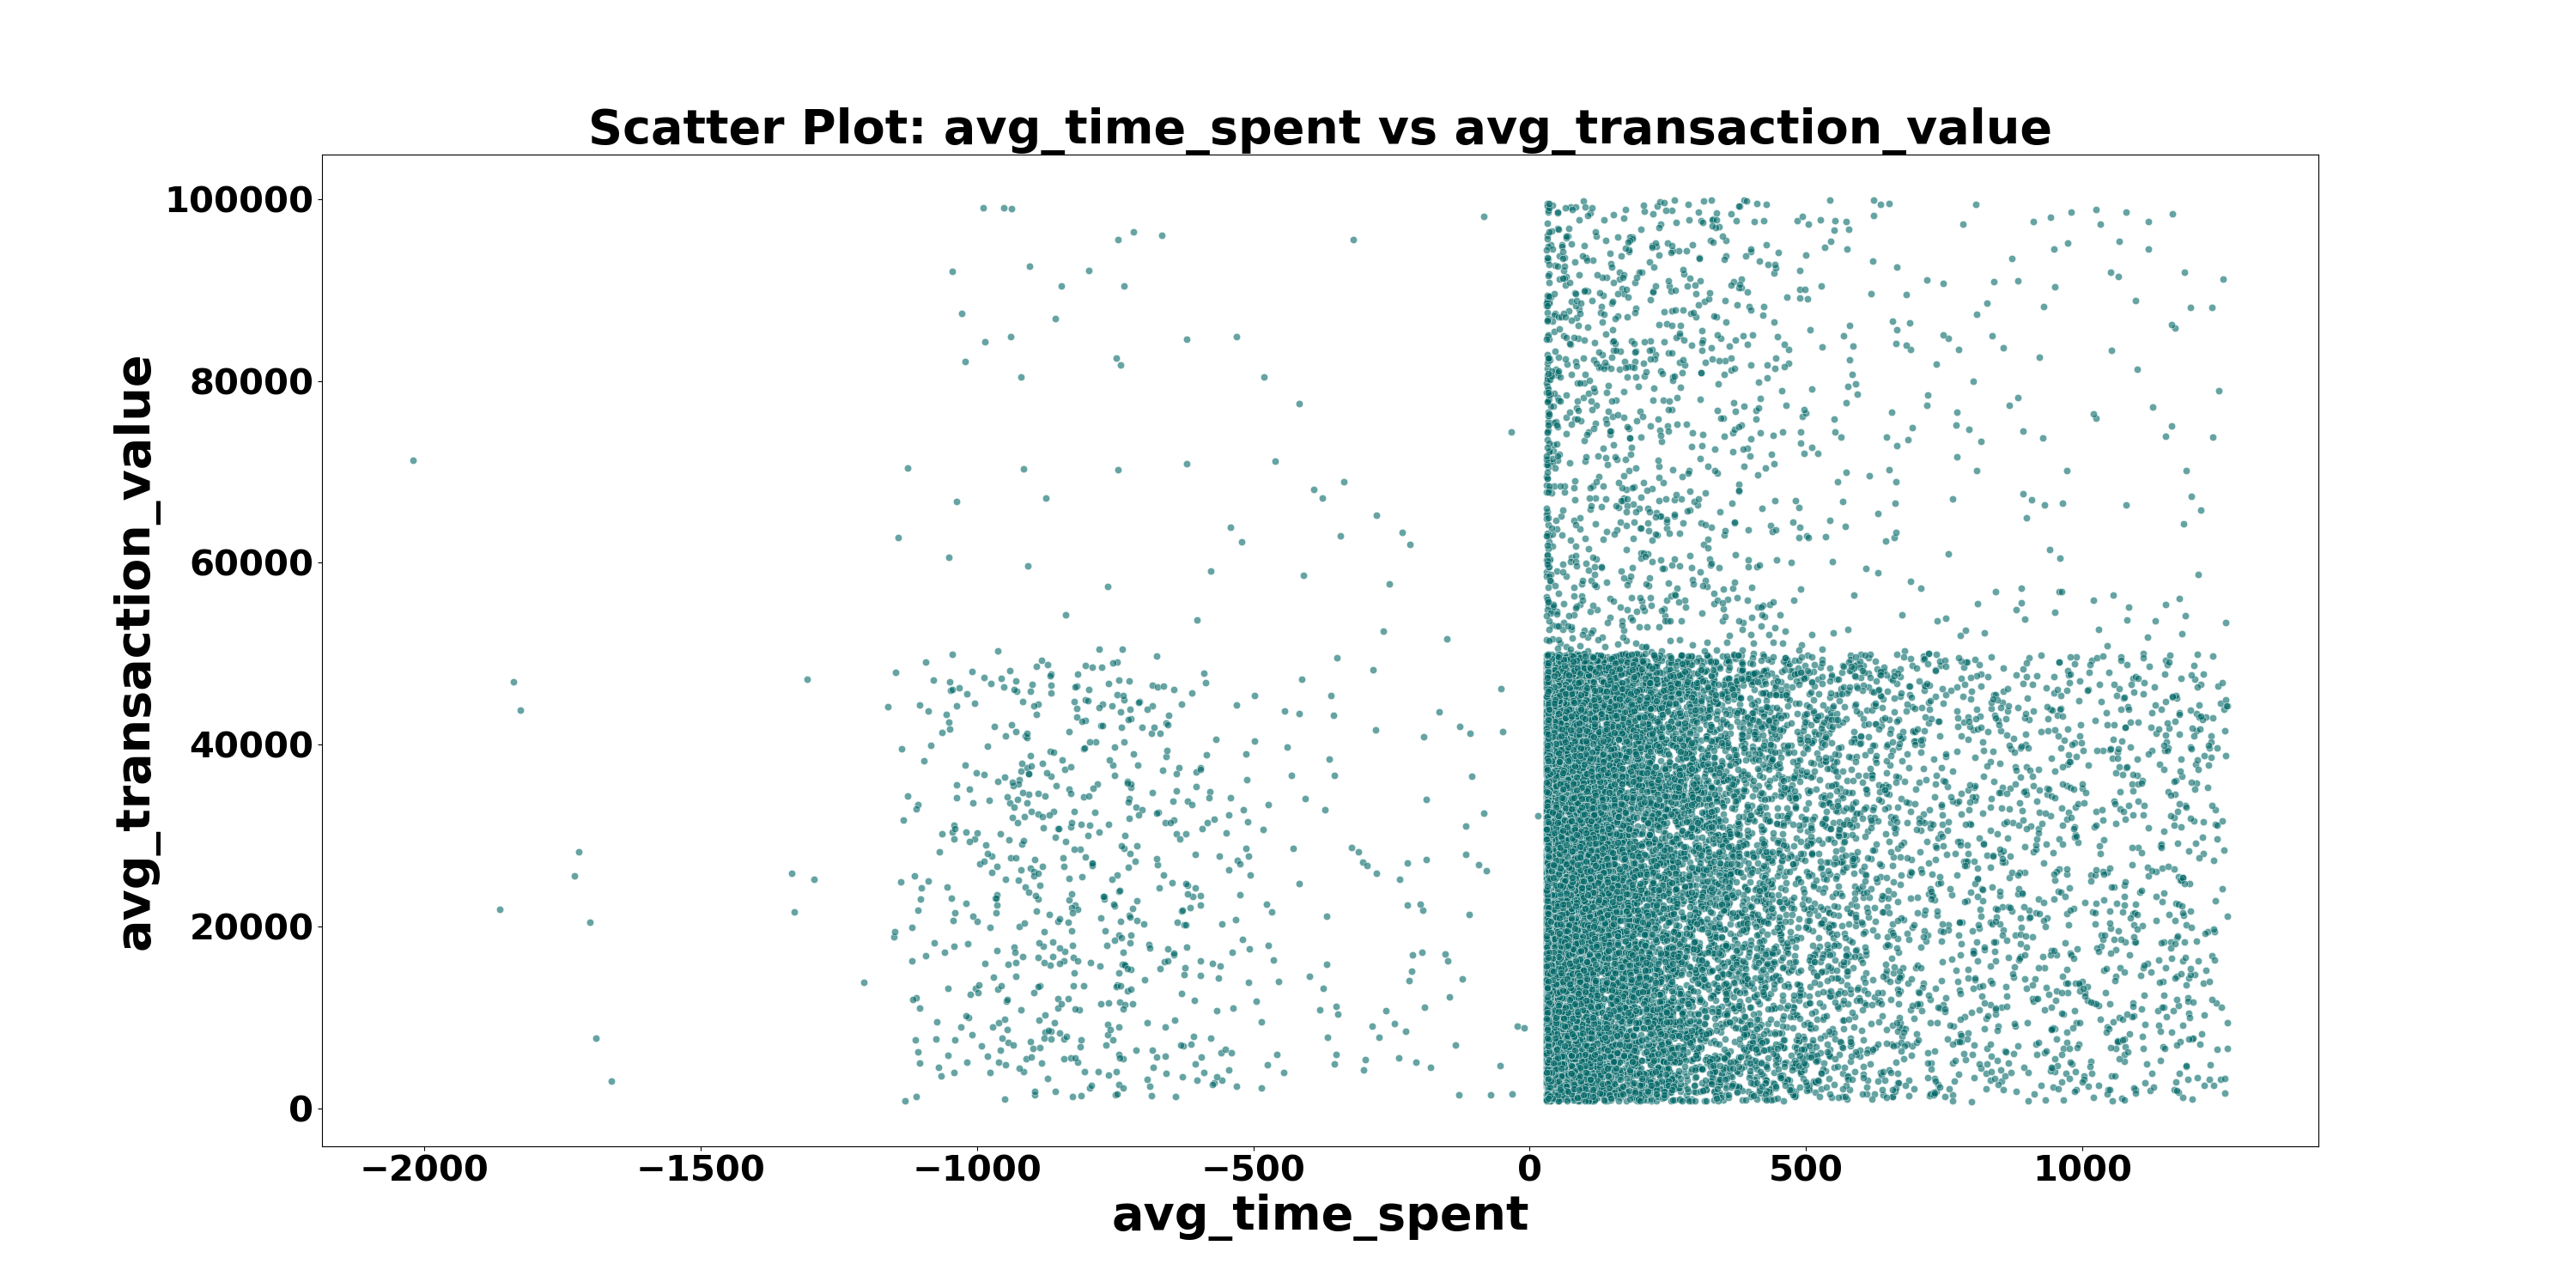 Scatter Plot: avg_time_spent vs avg_transaction_value
100000
80000
60000
40000
20000
0
avg_transaction_value
−2000 −1500 −1000 −500 0 500 1000
avg_time_spent